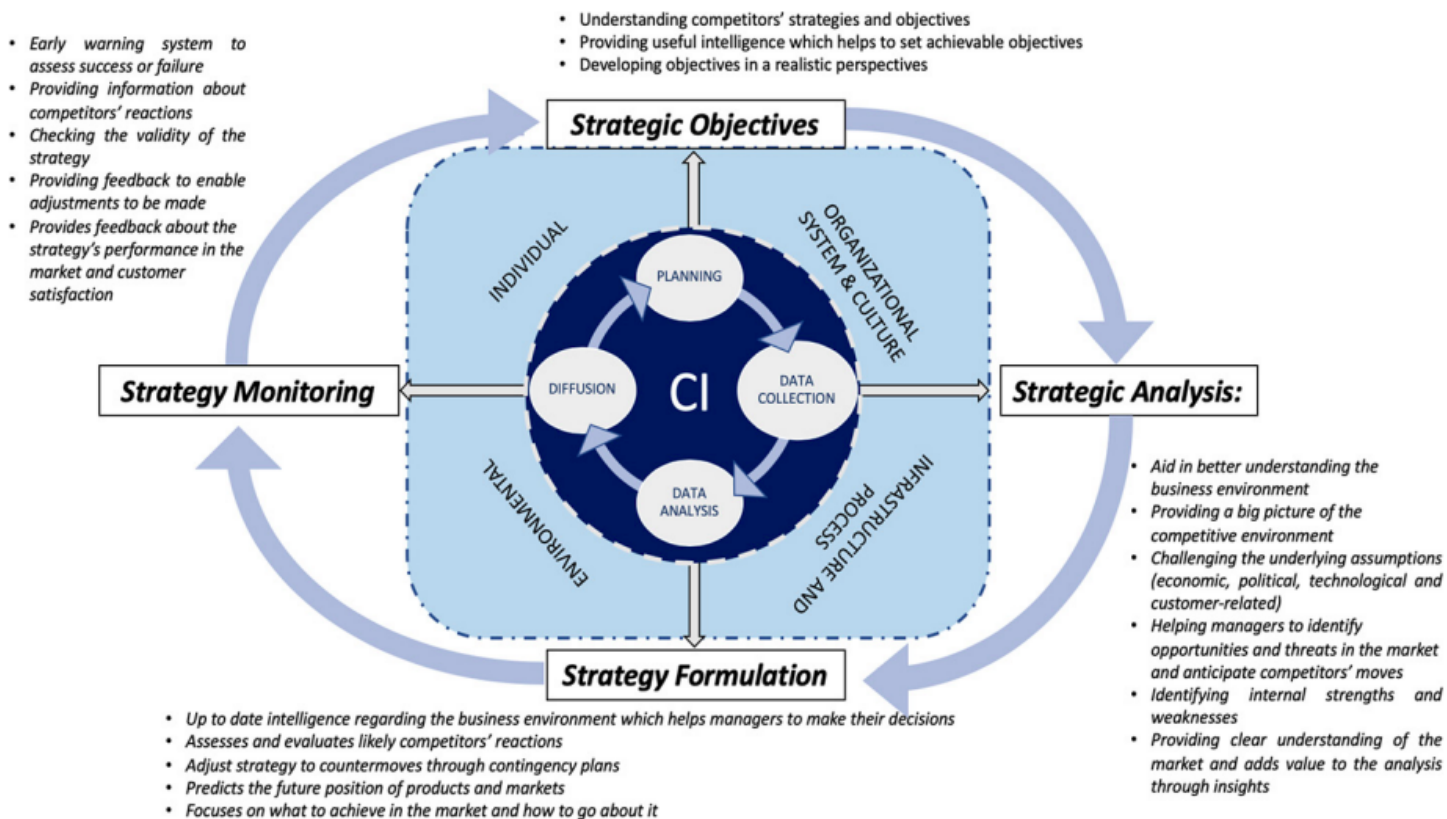 • Understanding competitors' strategies and objectives
• Providing useful intelligence which helps to set achievable objectives
• Developing objectives in a realistic perspectives
• Early warning system to
assess success or failure
• Providing information about
competitors' reactions
• Checking the validity of the
strategy
• Providing feedback to enable
adjustments to be made
• Provides feedback about the
strategy's performance in the
market and customer
satisfaction
Strategic Objectives
INDIVIDUAL
ORGANIZATIONAL
SYSTEM & CULTURE
PLANNING
Strategy Monitoring
DIFFUSION
CI
DATA
COLLECTION
Strategic Analysis:
DATA
ANALYSIS
ENVIRONMENTAL
INFRASTRUCTURE AND
PROCESS
• Aid in better understanding the
business environment
• Providing a big picture of the
competitive environment
• Challenging the underlying assumptions
(economic, political, technological and
customer-related)
• Helping managers to identify
opportunities and threats in the market
and anticipate competitors' moves
• Identifying internal strengths and
weaknesses
• Providing clear understanding of the
market and adds value to the analysis
through insights
Strategy Formulation
• Up to date intelligence regarding the business environment which helps managers to make their decisions
• Assesses and evaluates likely competitors' reactions
• Adjust strategy to countermoves through contingency plans
• Predicts the future position of products and markets
• Focuses on what to achieve in the market and how to go about it